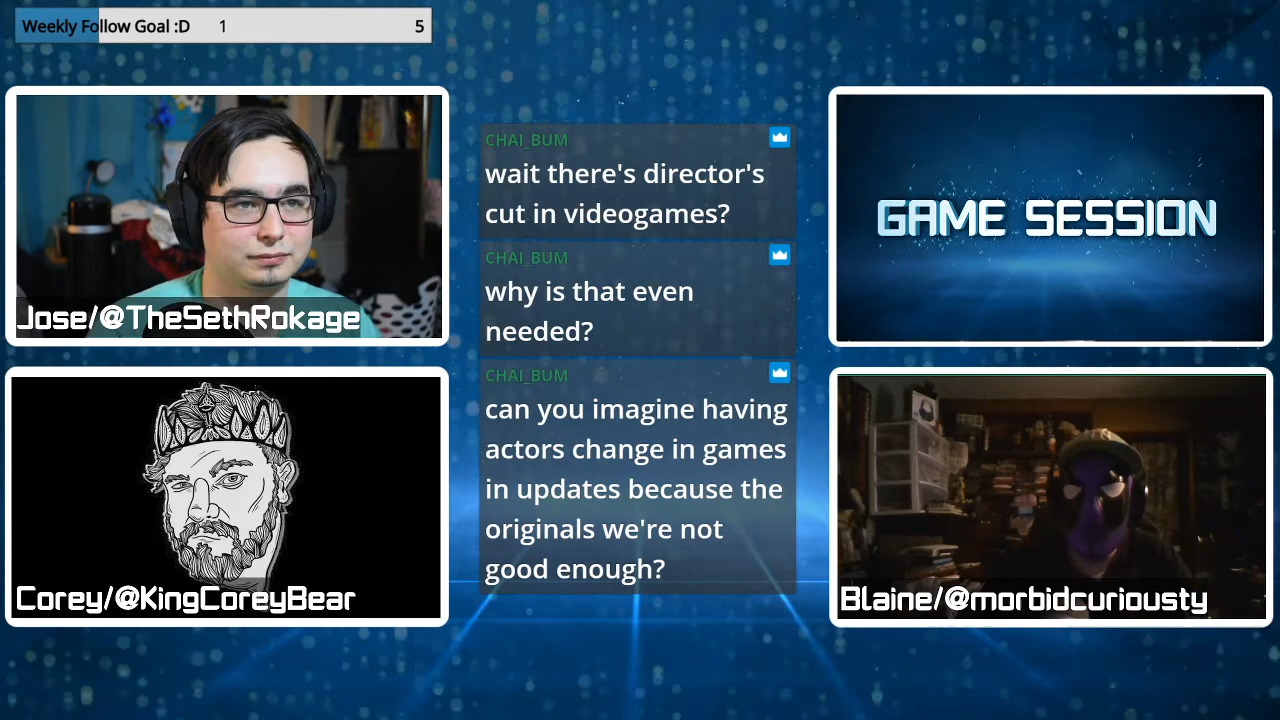 Weekly Follow Goal :D 1 5
Jose/@TheSethRokage
CHAI_BUM
wait there's director's
cut in videogames?
CHAI_BUM
why is that even
needed?
CHAI_BUM
can you imagine having
actors change in games
in updates because the
originals we're not
good enough?
GAME SESSION
Corey/@KingCoreyBear
Blaine/@morbidcuriousty